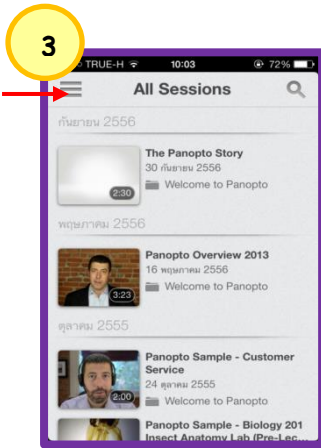 3
TRUE-H 10:03 72%
All Sessions
กันยายน 2556
The Panopto Story
30 กันยายน 2556
Welcome to Panopto
2:30
พฤษภาคม 2556
Panopto Overview 2013
16 พฤษภาคม 2556
Welcome to Panopto
3:23
ตุลาคม 2555
Panopto Sample - Customer
Service
24 ตุลาคม 2555
Welcome to Panopto
2:00
Panopto Sample - Biology 201
Insect Anatomy Lab (Pre-Lec...